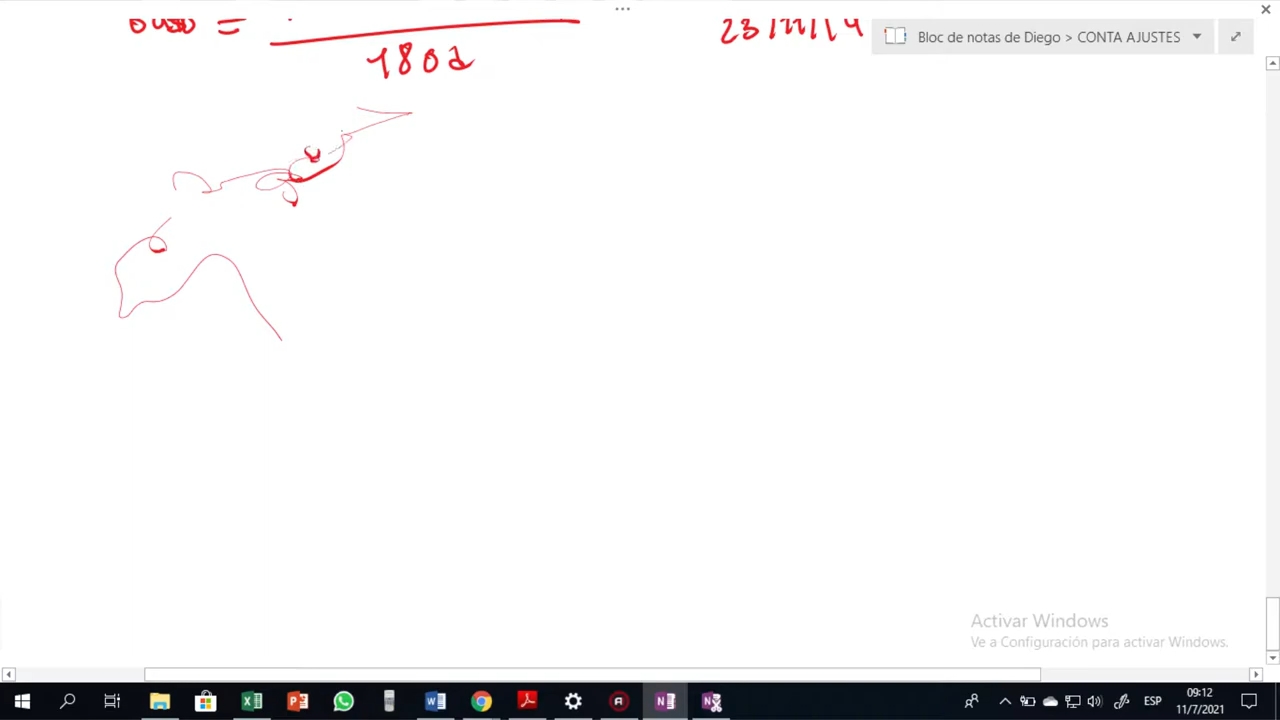 =
Bloc de notas de Diego > CONTA AJUSTES
180d
Activar Windows
Ve a Configuración para activar Windows.
ESP
09:12
11/7/2021